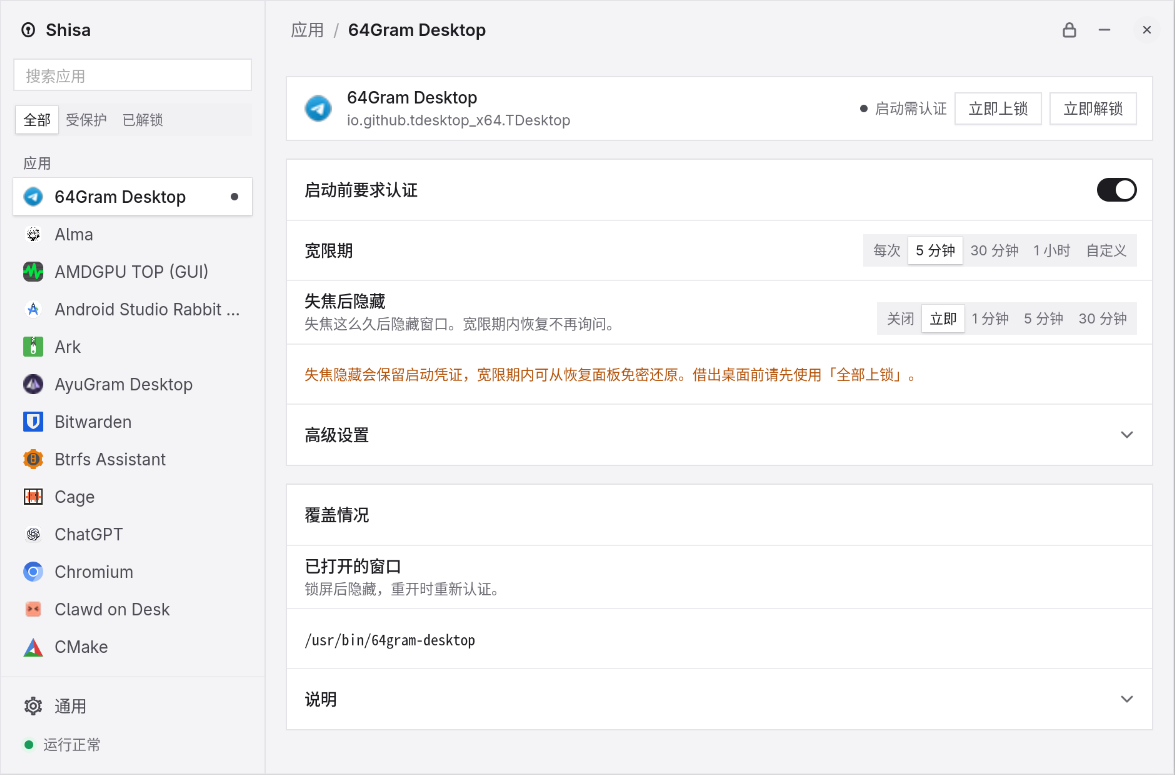 Shisa
搜索应用
全部 受保护 已解锁
应用
64Gram Desktop
Alma
AMDGPU TOP (GUI)
Android Studio Rabbit ...
Ark
AyuGram Desktop
Bitwarden
Btrfs Assistant
Cage
ChatGPT
Chromium
Clawd on Desk
CMake
通用
运行正常
应用 / 64Gram Desktop
64Gram Desktop
io.github.tdesktop_x64.TDesktop
启动需认证 立即上锁 立即解锁
启动前要求认证
宽限期
每次 5 分钟 30 分钟 1 小时 自定义
失焦后隐藏
失焦这么久后隐藏窗口。宽限期内恢复不再询问。
关闭 立即 1 分钟 5 分钟 30 分钟
失焦隐藏会保留启动凭证，宽限期内可从恢复面板免密还原。借出桌面前请先使用「全部上锁」。
高级设置
覆盖情况
已打开的窗口
锁屏后隐藏，重开时重新认证。
/usr/bin/64gram-desktop
说明